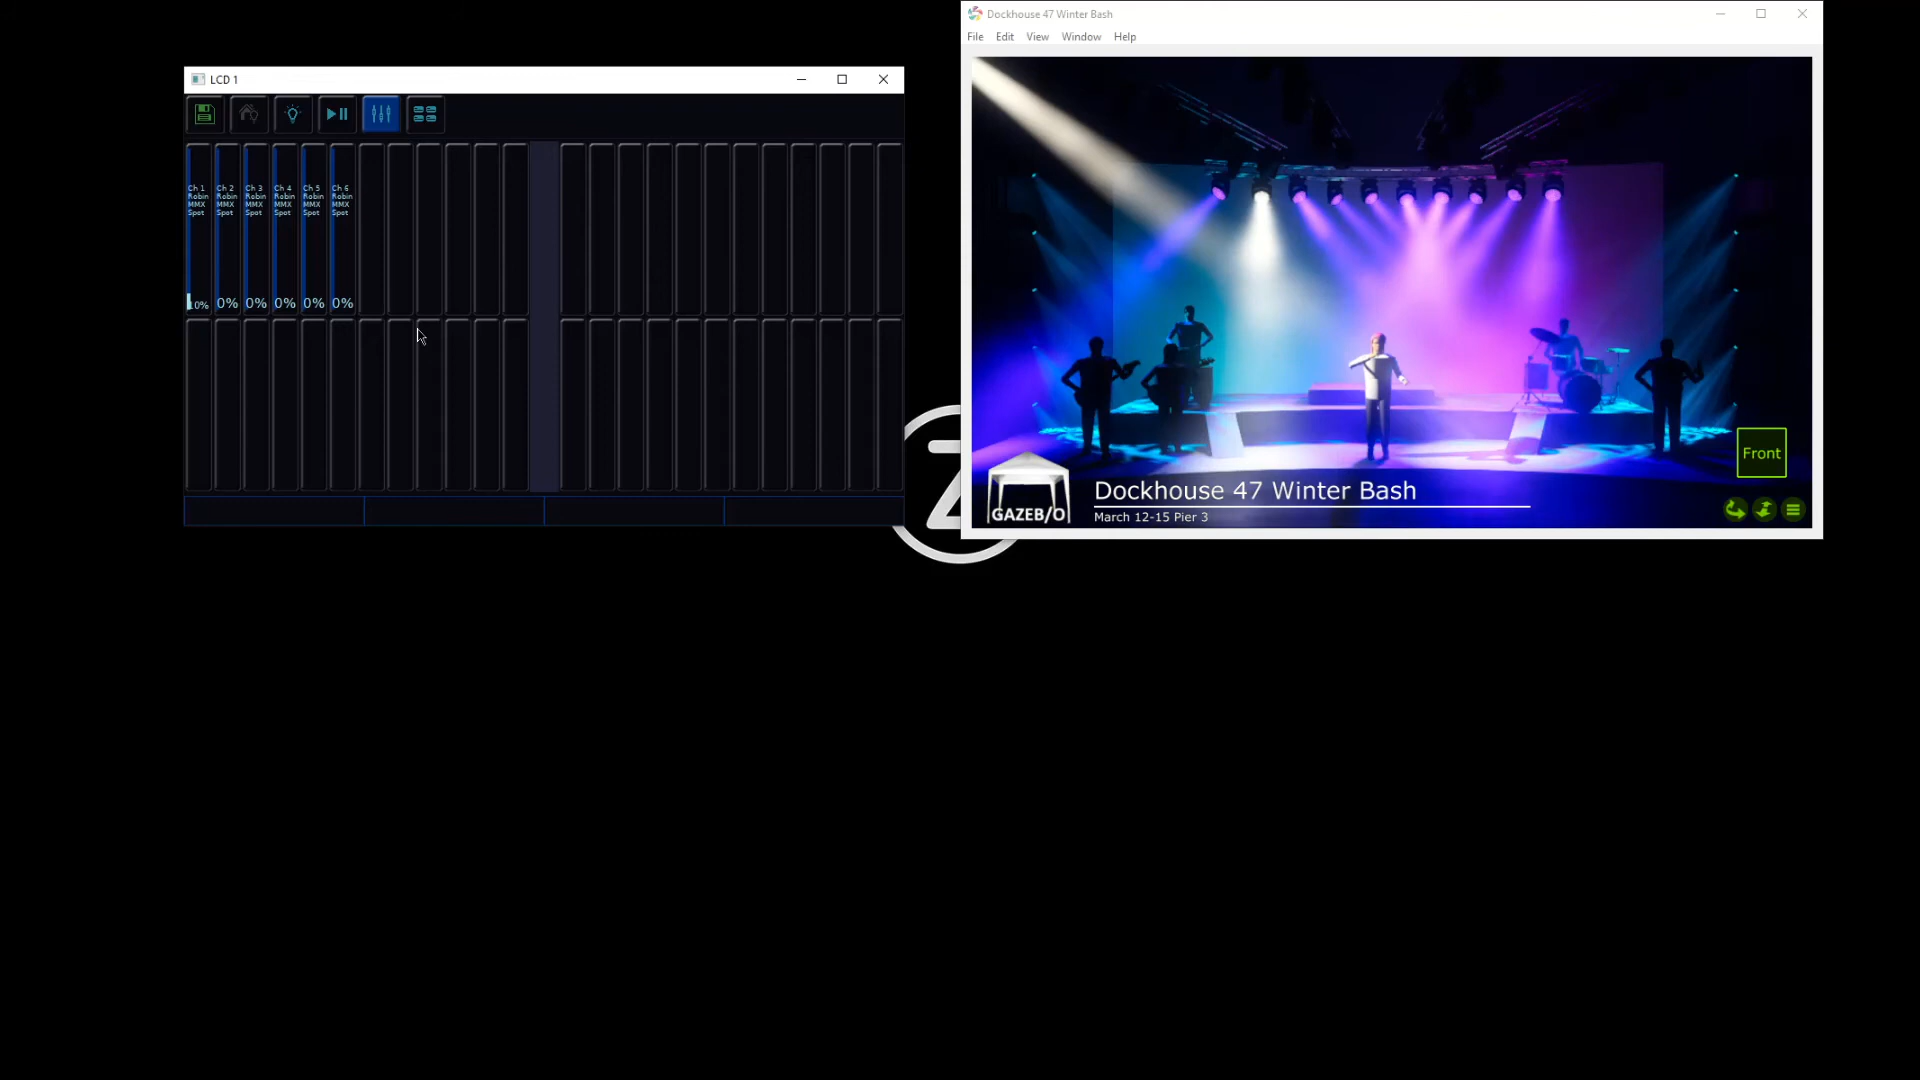 LCD 1
Ch 1 Ch 2 Ch 3 Ch 4 Ch 5 Ch 6
Robin Robin Robin Robin Robin Robin
MMX MMX MMX MMX MMX MMX
Spot Spot Spot Spot Spot Spot
10% 0% 0% 0% 0% 0%
Dockhouse 47 Winter Bash
File Edit View Window Help
Front
GAZEB/O
Dockhouse 47 Winter Bash
March 12-15 Pier 3